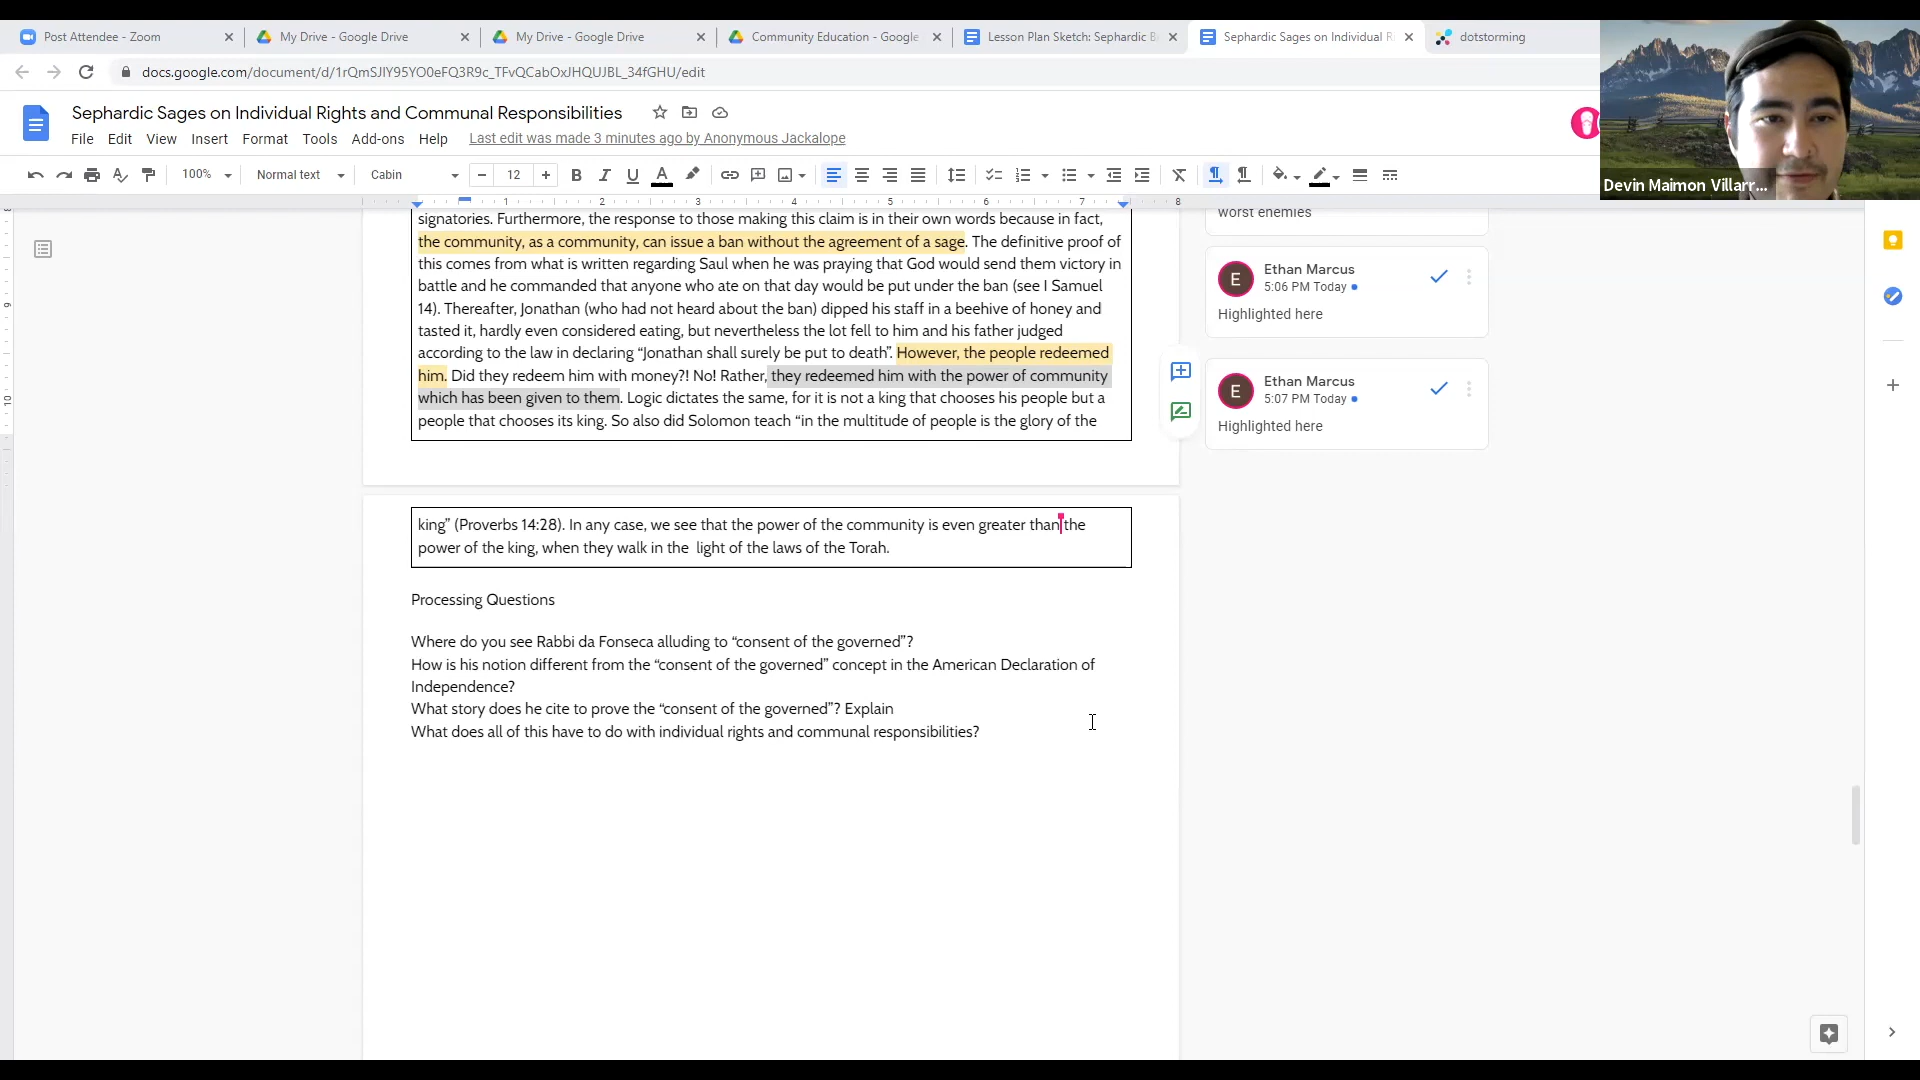 Post Attendee - Zoom
My Drive - Google Drive
My Drive - Google Drive
Community Education - Google
Lesson Plan Sketch: Sephardic B
Sephardic Sages on Individual R
dotstorming
docs.google.com/document/d/1rQmSJlY95YO0eFQ3R9c_TFvQCabOxJHQUJBL_34fGHU/edit
Sephardic Sages on Individual Rights and Communal Responsibilities
File Edit View Insert Format Tools Add-ons Help Last edit was made 3 minutes ago by Anonymous Jackalope
100% Normal text Cabin 12
Devin Maimon Villarr...
1 2 3 4 5 6 7 8
9
10
signatories. Furthermore, the response to those making this claim is in their own words because in fact,
the community, as a community, can issue a ban without the agreement of a sage. The definitive proof of
this comes from what is written regarding Saul when he was praying that God would send them victory in
battle and he commanded that anyone who ate on that day would be put under the ban (see I Samuel
14). Thereafter, Jonathan (who had not heard about the ban) dipped his staff in a beehive of honey and
tasted it, hardly even considered eating, but nevertheless the lot fell to him and his father judged
according to the law in declaring “Jonathan shall surely be put to death”. However, the people redeemed
him. Did they redeem him with money?! No! Rather, they redeemed him with the power of community
which has been given to them. Logic dictates the same, for it is not a king that chooses his people but a
people that chooses its king. So also did Solomon teach “in the multitude of people is the glory of the
king” (Proverbs 14:28). In any case, we see that the power of the community is even greater than the
power of the king, when they walk in the light of the laws of the Torah.
Processing Questions
Where do you see Rabbi da Fonseca alluding to “consent of the governed”?
How is his notion different from the “consent of the governed” concept in the American Declaration of
Independence?
What story does he cite to prove the “consent of the governed”? Explain
What does all of this have to do with individual rights and communal responsibilities?
worst enemies
E
Ethan Marcus
5:06 PM Today
Highlighted here
E
Ethan Marcus
5:07 PM Today
Highlighted here